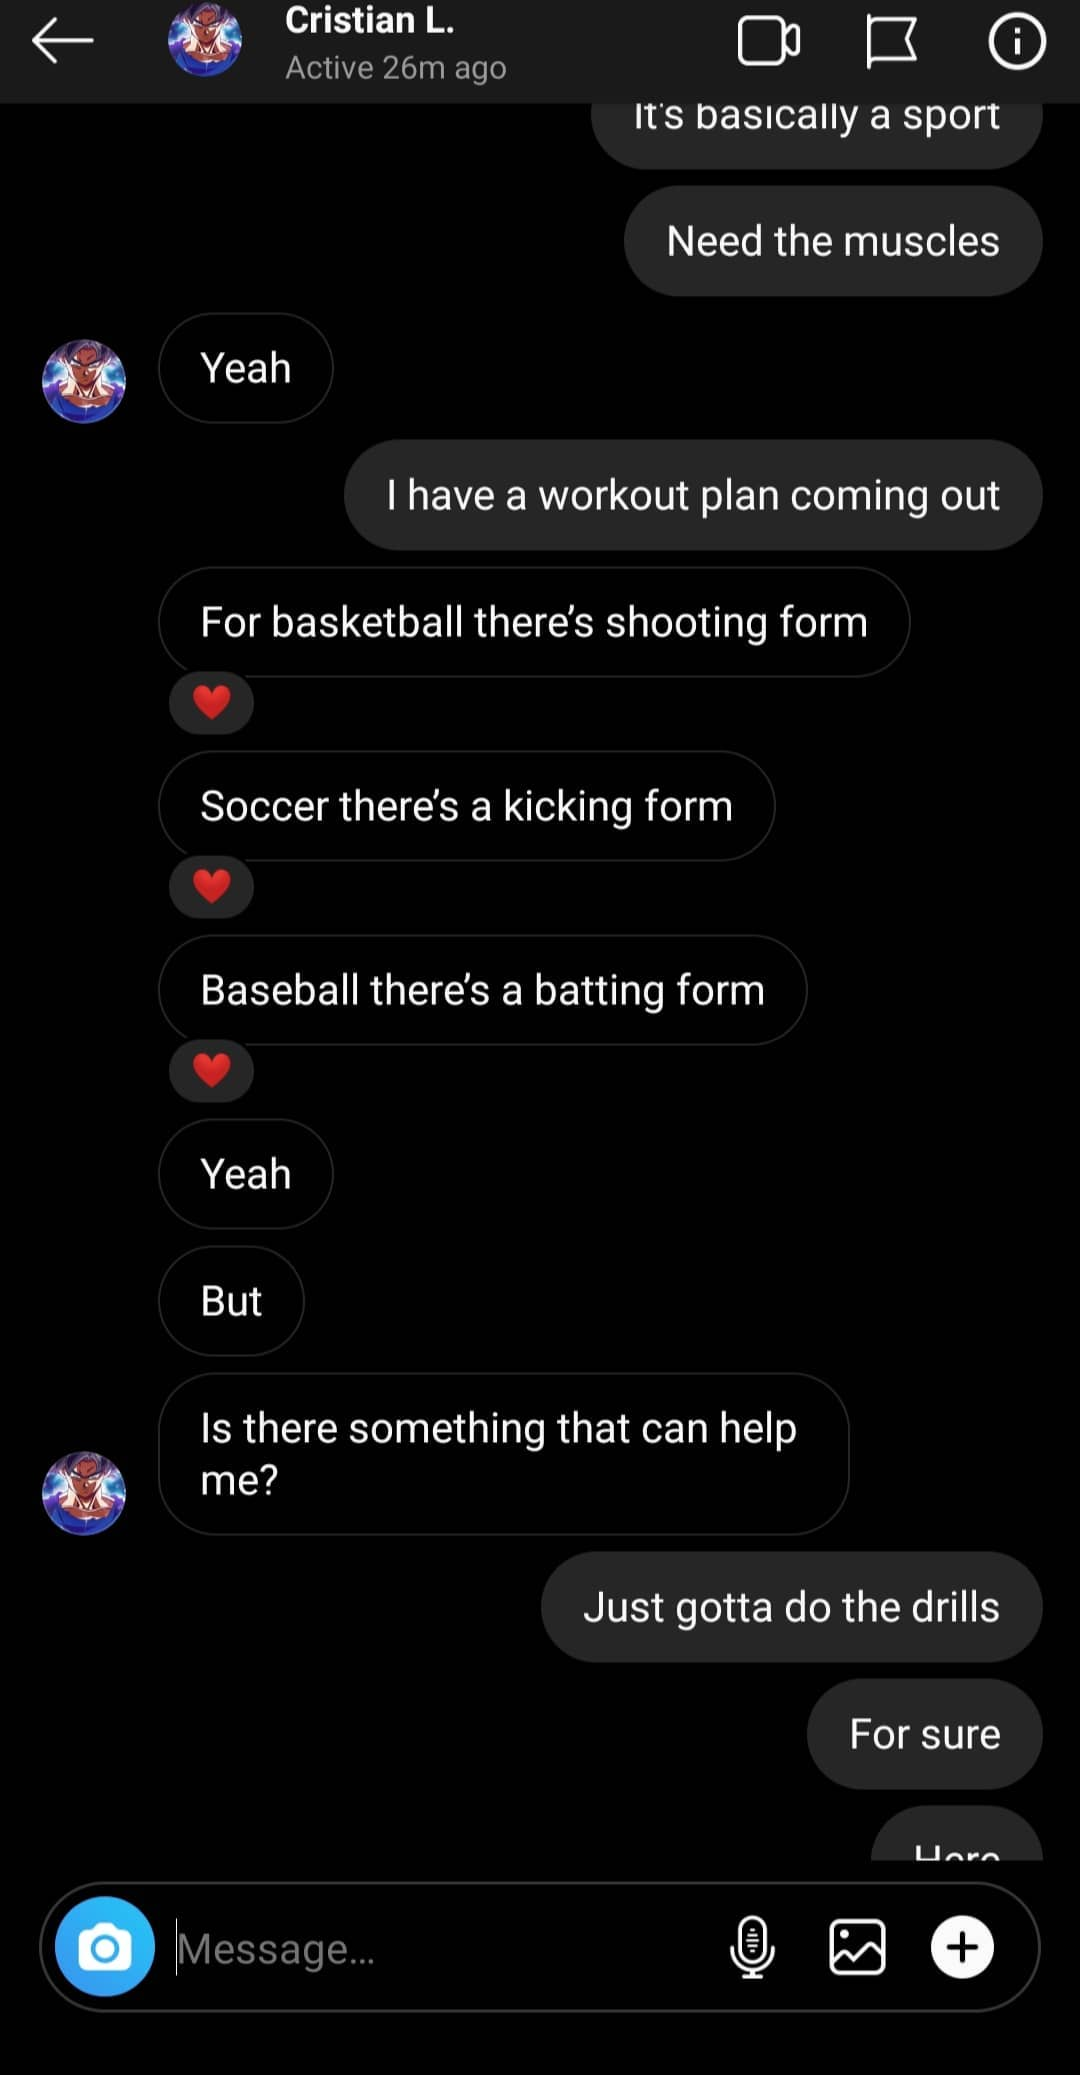 Cristian L.
Active 26m ago
It's basically a sport
Need the muscles
Yeah
I have a workout plan coming out
For basketball there's shooting form
Soccer there's a kicking form
Baseball there's a batting form
Yeah
But
Is there something that can help
me?
Just gotta do the drills
For sure
Here
Message...